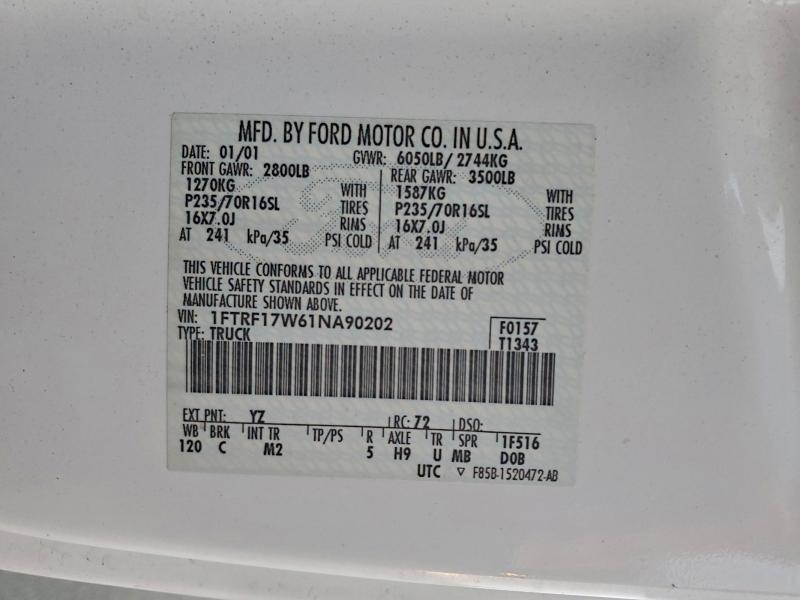 MFD. BY FORD MOTOR CO. IN U.S.A.
DATE: 01/01 GVWR: 6050LB/ 2744KG
FRONT GAWR: 2800LB REAR GAWR: 3500LB
1270KG WITH 1587KG WITH
P235/70R16SL TIRES P235/70R16SL TIRES
16X7.0J RIMS 16X7.0J RIMS
AT 241 kPa/35 PSI COLD AT 241 kPa/35 PSI COLD
THIS VEHICLE CONFORMS TO ALL APPLICABLE FEDERAL MOTOR
VEHICLE SAFETY STANDARDS IN EFFECT ON THE DATE OF
MANUFACTURE SHOWN ABOVE.
VIN: 1FTRF17W61NA90202 F0157
TYPE: TRUCK T1343
EXT PNT: YZ RC: 72 DSO:
WB BRK INT TR TP/PS R AXLE TR SPR 1F516
120 C M2 5 H9 U MB DOB
UTC ▽ F85B-1520472-AB